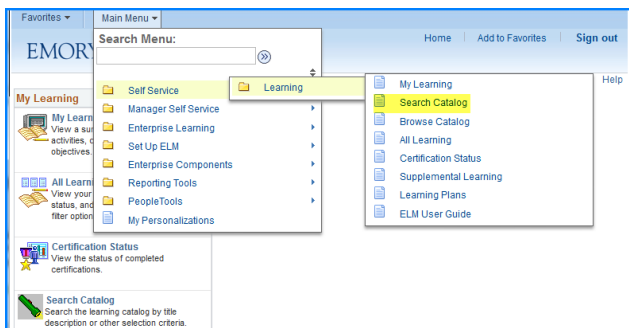 Favorites Main Menu
Search Menu:
EMORY
Home Add to Favorites Sign out
Help
Self Service
Manager Self Service
Enterprise Learning
Set Up ELM
Enterprise Components
Reporting Tools
PeopleTools
My Personalizations
Learning
My Learning
Search Catalog
Browse Catalog
All Learning
Certification Status
Supplemental Learning
Learning Plans
ELM User Guide
My Learning
My Learn
View a sur
activities, c
objectives.
All Learni
View your
status, and
filter option
Certification Status
View the status of completed
certifications.
Search Catalog
Search the learning catalog by title
description or other selection criteria.